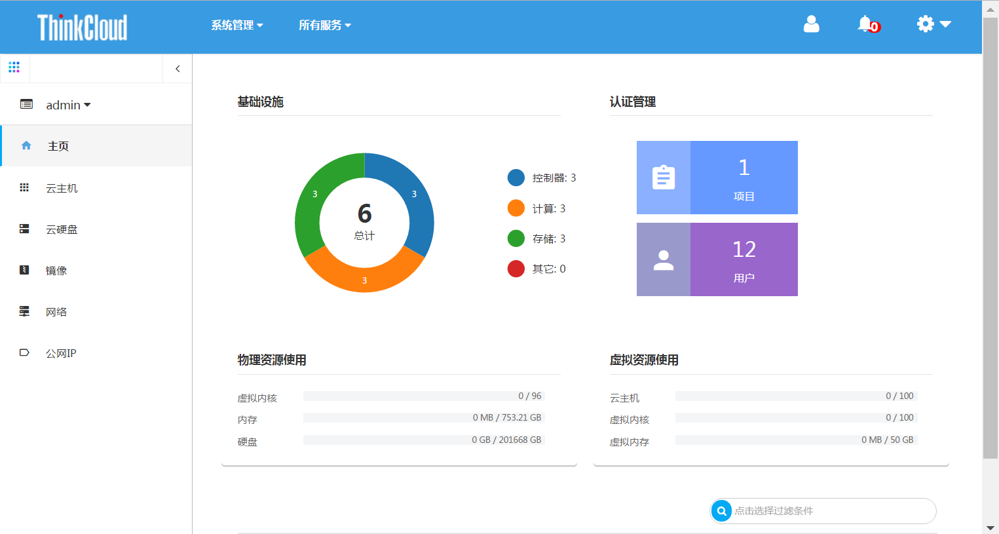 ThinkCloud
系统管理
所有服务
0
admin
主页
云主机
云硬盘
镜像
网络
公网IP
基础设施
3
3
3
6
总计
控制器: 3
计算: 3
存储: 3
其它: 0
认证管理
1
项目
12
用户
物理资源使用
虚拟内核
0 / 96
内存
0 MB / 753.21 GB
硬盘
0 GB / 201668 GB
虚拟资源使用
云主机
0 / 100
虚拟内核
0 / 100
虚拟内存
0 MB / 50 GB
点击选择过滤条件